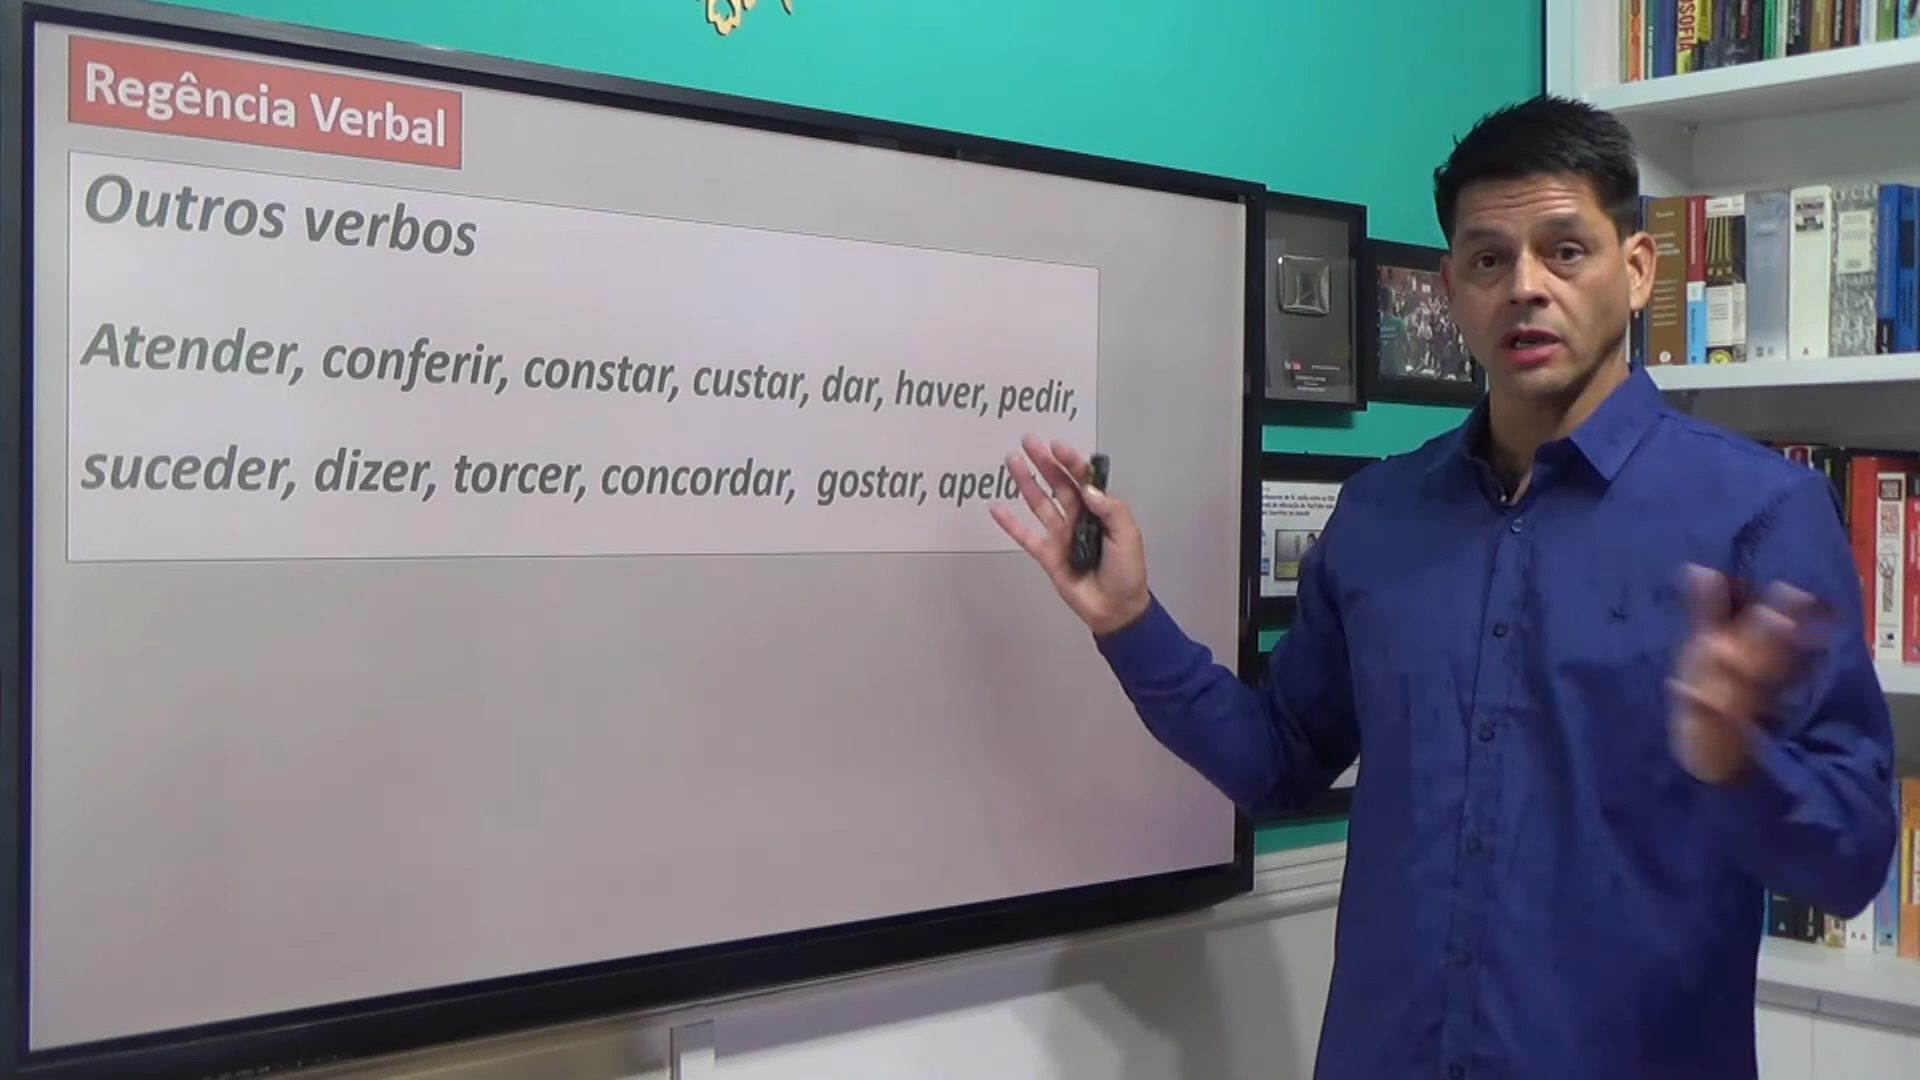 Regência Verbal
Outros verbos
Atender, conferir, constar, custar, dar, haver, pedir,
suceder, dizer, torcer, concordar, gostar,